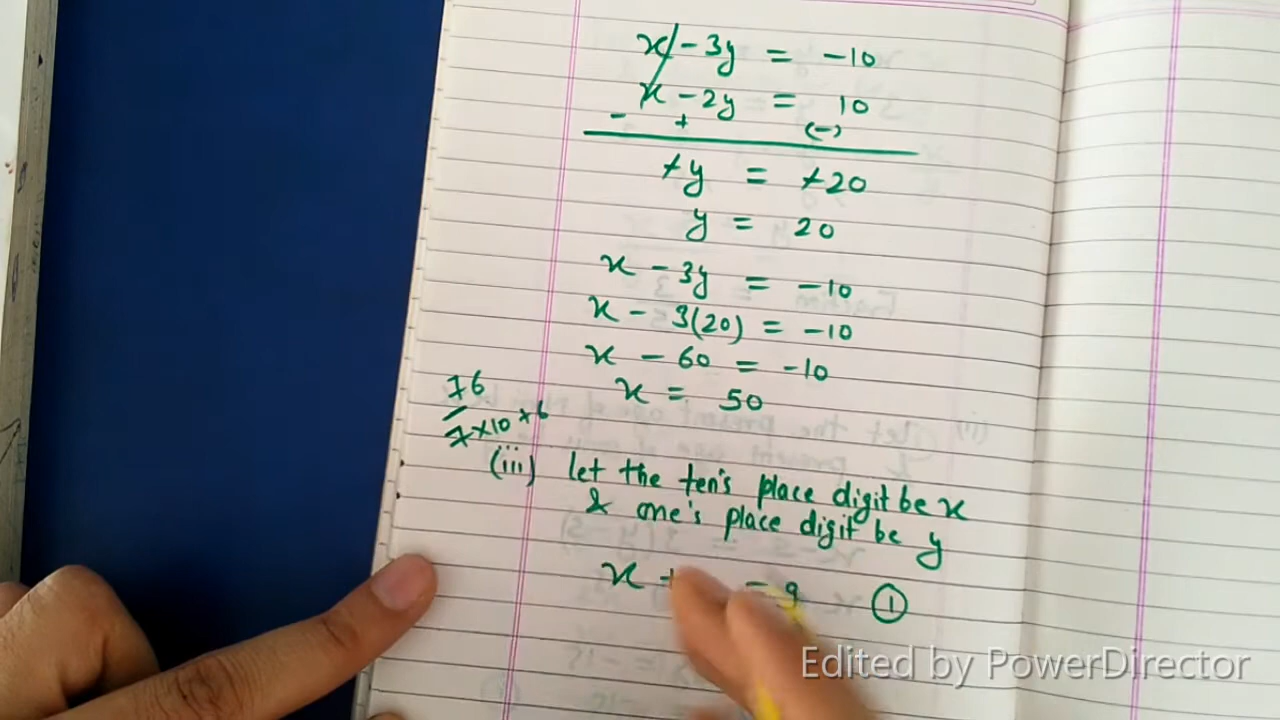 x - 3y = -10
x - 2y = 10
- + (-)
+y = +20
y = 20
x - 3y = -10
x - 3(20) = -10
x - 60 = -10
x = 50
76
7×10+6
(iii) let the ten's place digit be x
& one's place digit be y
x + = 9 ①
Edited by PowerDirector